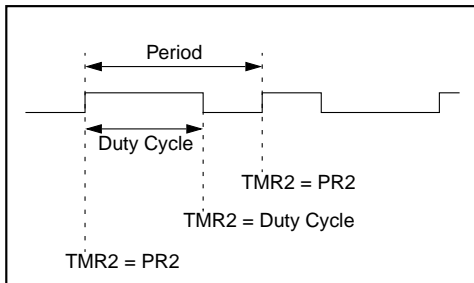 Period
Duty Cycle
TMR2 = PR2
TMR2 = Duty Cycle
TMR2 = PR2